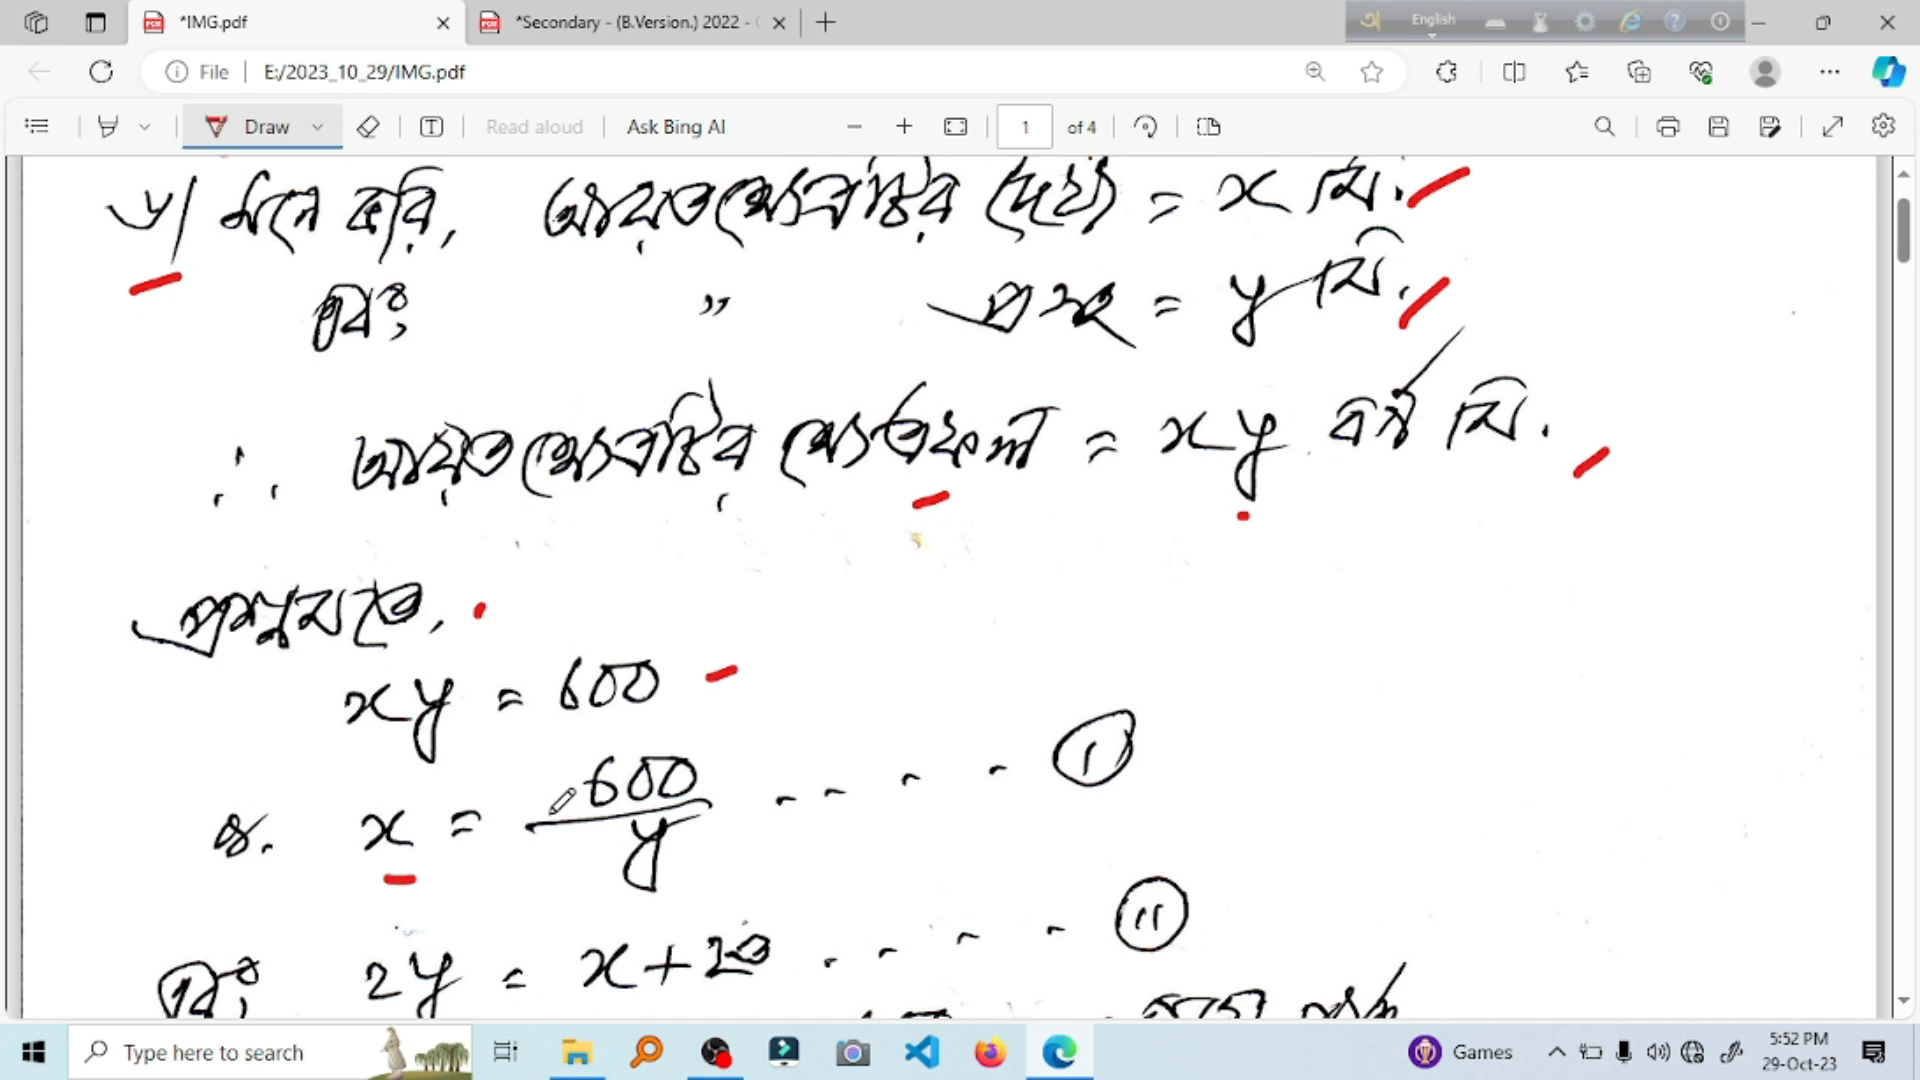 *IMG.pdf
*Secondary - (B.Version.) 2022 -
English
File
E:/2023_10_29/IMG.pdf
Draw
Read aloud
Ask Bing AI
1 of 4
মনে করি, আয়তক্ষেত্রটির দৈর্ঘ্য = x মি.
এবং " প্রস্থ = y মি.
∴ আয়তক্ষেত্রটির ক্ষেত্রফল = xy বর্গ মি.
প্রশ্নমতে,
xy = 600
বা. x = 600/y - - - - (i)
এবং 2y = x + 20 - - - - (ii)
Type here to search
Games
5:52 PM
29-Oct-23